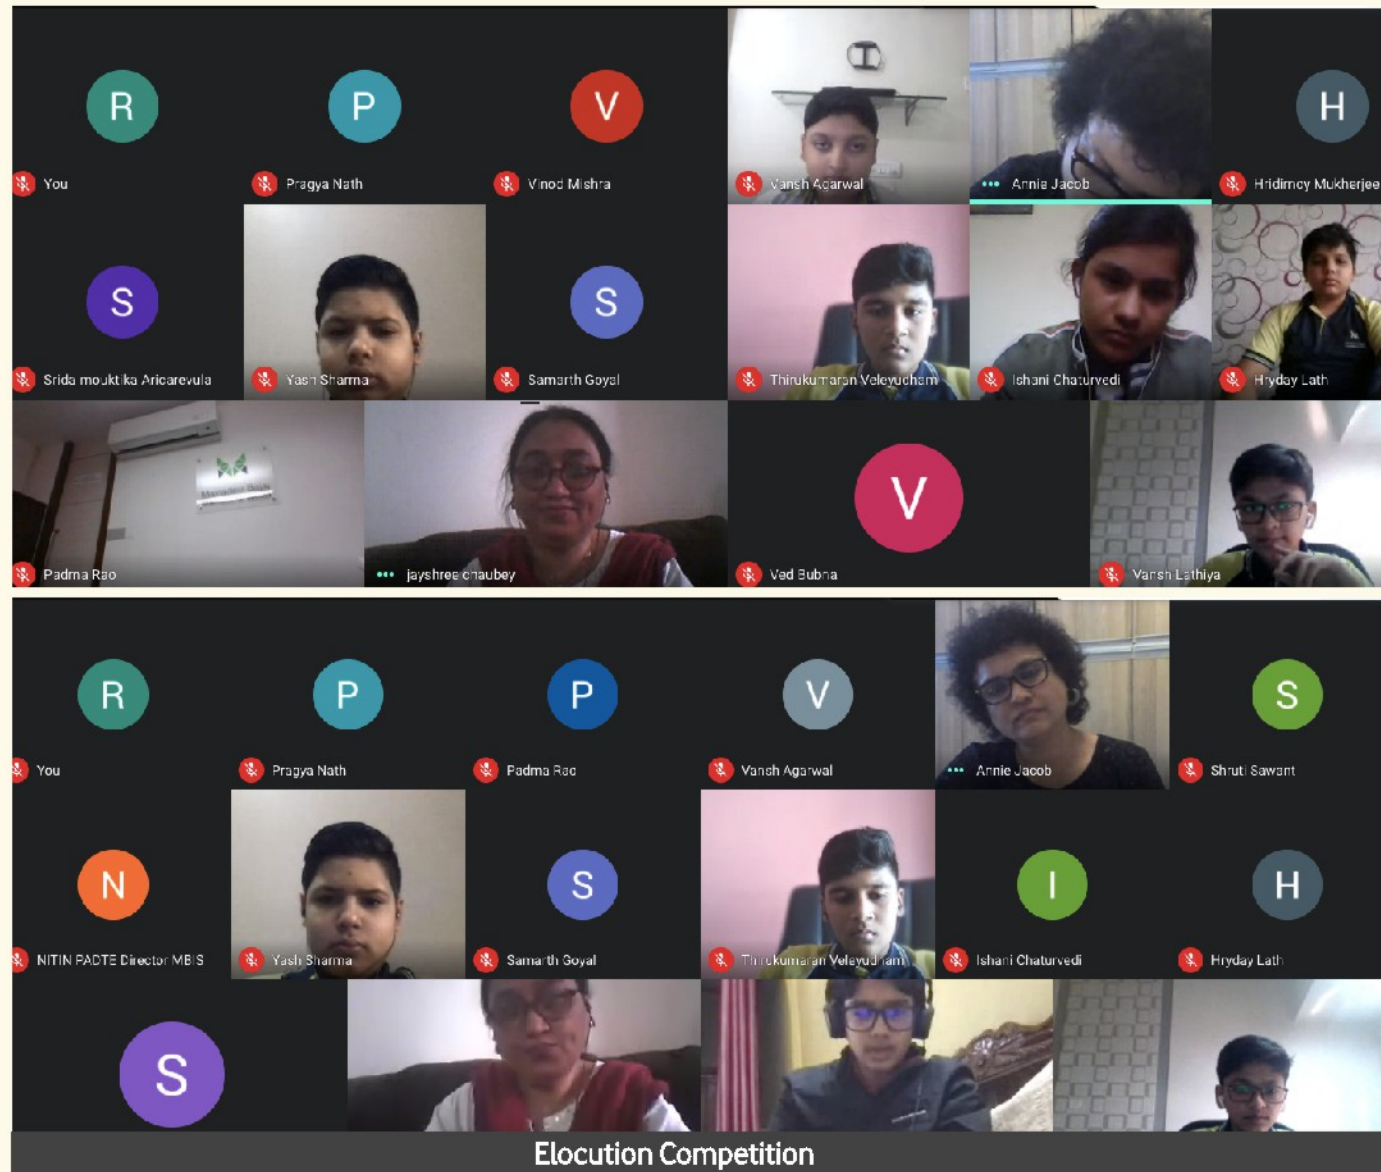 R
P
V
H
You
Pragya Nath
Vinod Mishra
Vansh Agarwal
Annie Jacob
Hridimoy Mukherjee
S
S
Srida mouktika Aricarevula
Yash Sharma
Samarth Goyal
Thirukumaran Veleyudham
Ishani Chaturvedi
Hryday Lath
V
Padma Rao
jayshree chaubey
Ved Bubna
Vansh Lathiya
R
P
P
V
S
You
Pragya Nath
Padma Rao
Vansh Agarwal
Annie Jacob
Shruti Sawant
N
S
I
H
NITIN PADTE Director MBIS
Yash Sharma
Samarth Goyal
Thirukumaran Veleyudham
Ishani Chaturvedi
Hryday Lath
S
Elocution Competition